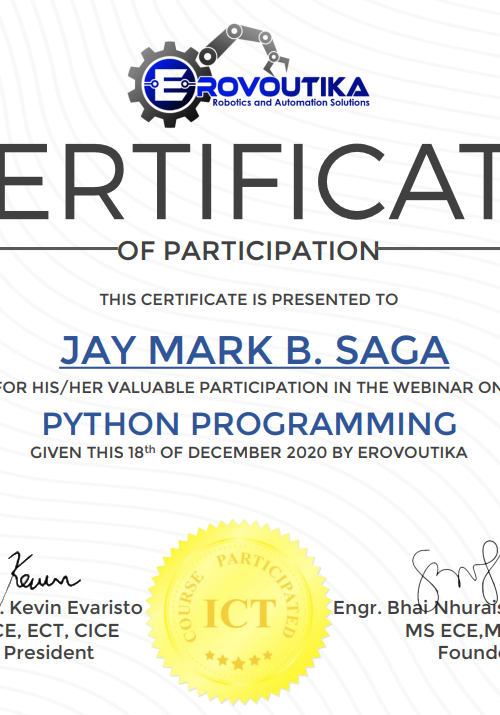 EROVOUTIKA
Robotics and Automation Solutions
ERTIFICAT
OF PARTICIPATION
THIS CERTIFICATE IS PRESENTED TO
JAY MARK B. SAGA
FOR HIS/HER VALUABLE PARTICIPATION IN THE WEBINAR ON
PYTHON PROGRAMMING
GIVEN THIS 18th OF DECEMBER 2020 BY EROVOUTIKA
Kevin
. Kevin Evaristo
CE, ECT, CICE
President
COURSE PARTICIPATED
ICT
Engr. Bhai Nhurais
MS ECE,M
Found